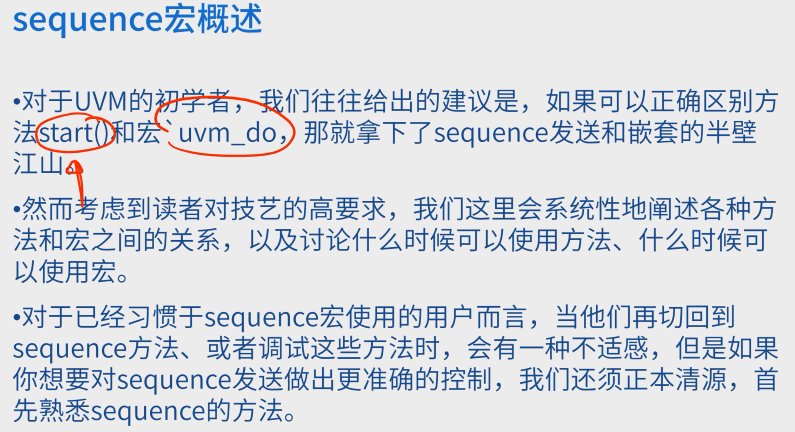 sequence宏概述
•对于UVM的初学者，我们往往给出的建议是，如果可以正确区别方
法start()和宏`uvm_do，那就拿下了sequence发送和嵌套的半壁
江山。
•然而考虑到读者对技艺的高要求，我们这里会系统性地阐述各种方
法和宏之间的关系，以及讨论什么时候可以使用方法、什么时候可
以使用宏。
•对于已经习惯于sequence宏使用的用户而言，当他们再切回到
sequence方法、或者调试这些方法时，会有一种不适感，但是如果
你想要对sequence发送做出更准确的控制，我们还须正本清源，首
先熟悉sequence的方法。